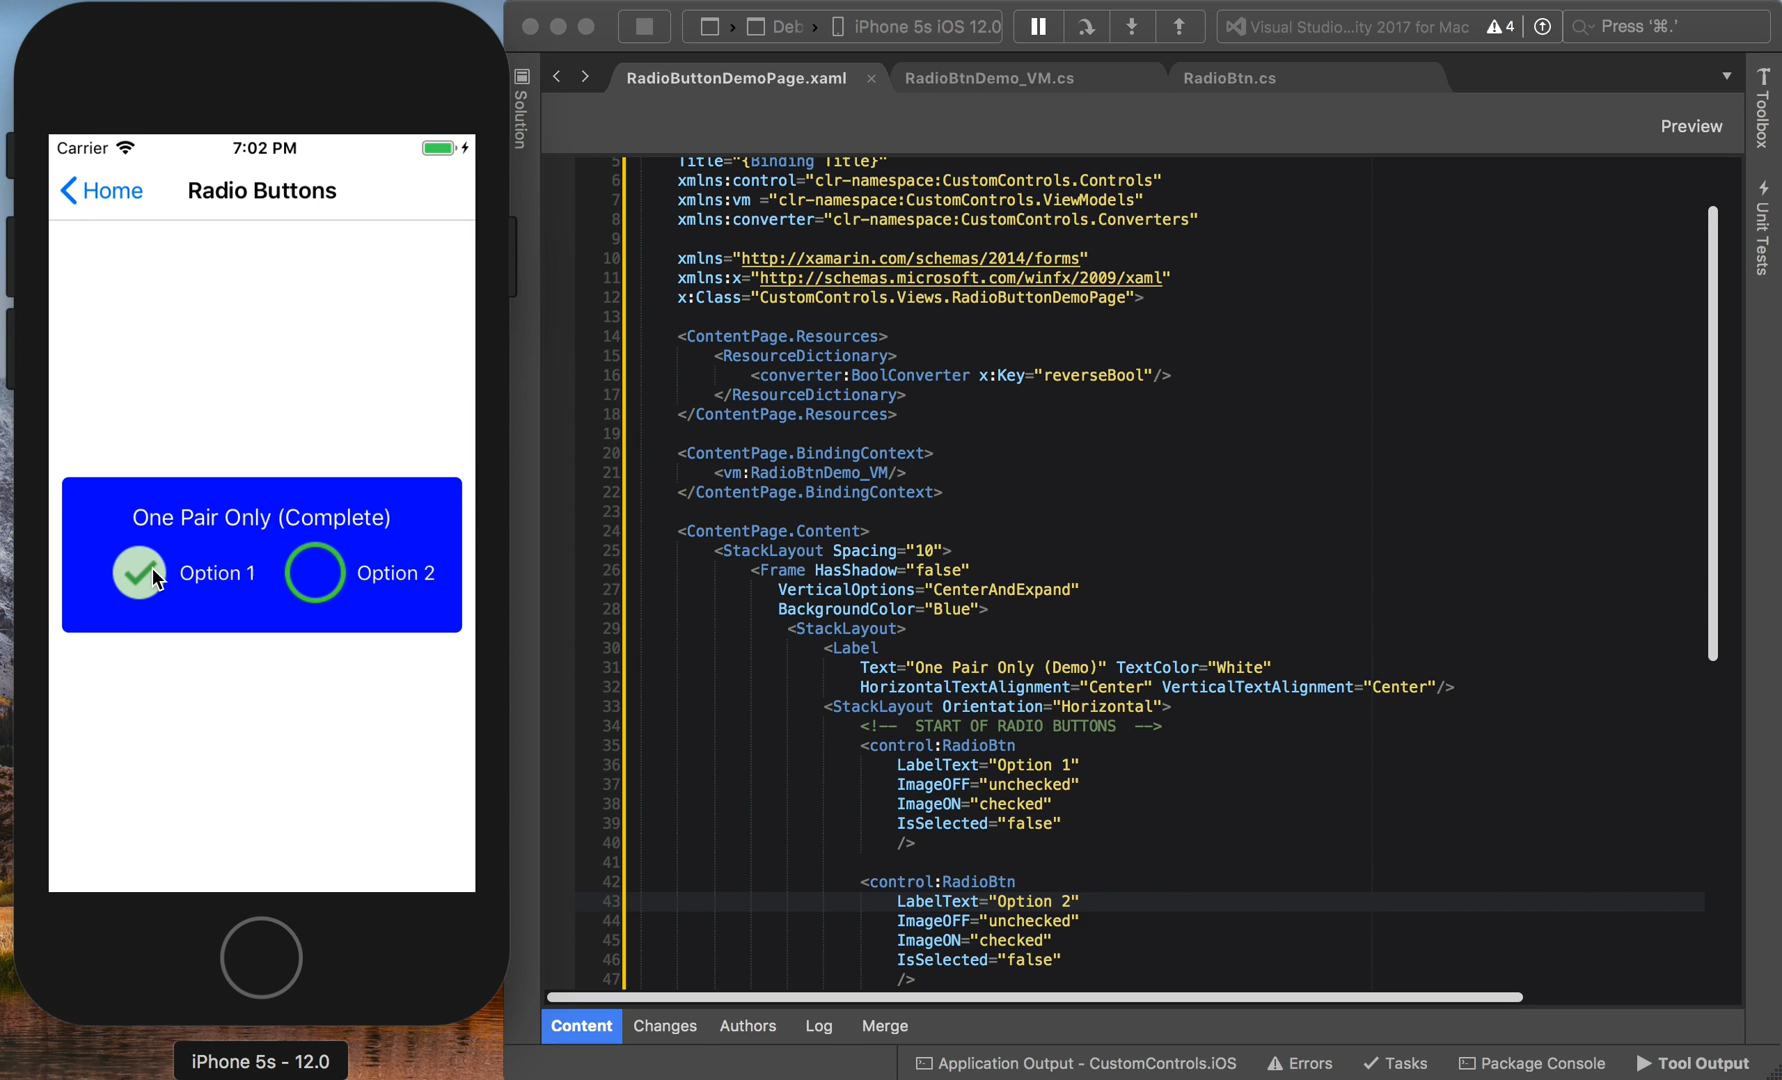 Carrier 7:02 PM
Home Radio Buttons
One Pair Only (Complete)
Option 1 Option 2
iPhone 5s - 12.0
Deb iPhone 5s iOS 12.0
Visual Studio...ity 2017 for Mac 4
Press '⌘.'
Solution
RadioButtonDemoPage.xaml × RadioBtnDemo_VM.cs RadioBtn.cs
Toolbox
Unit Tests
Preview
5 Title="{Binding Title}"
6 xmlns:control="clr-namespace:CustomControls.Controls"
7 xmlns:vm ="clr-namespace:CustomControls.ViewModels"
8 xmlns:converter="clr-namespace:CustomControls.Converters"
9
10 xmlns="http://xamarin.com/schemas/2014/forms"
11 xmlns:x="http://schemas.microsoft.com/winfx/2009/xaml"
12 x:Class="CustomControls.Views.RadioButtonDemoPage">
13
14 <ContentPage.Resources>
15 <ResourceDictionary>
16 <converter:BoolConverter x:Key="reverseBool"/>
17 </ResourceDictionary>
18 </ContentPage.Resources>
19
20 <ContentPage.BindingContext>
21 <vm:RadioBtnDemo_VM/>
22 </ContentPage.BindingContext>
23
24 <ContentPage.Content>
25 <StackLayout Spacing="10">
26 <Frame HasShadow="false"
27 VerticalOptions="CenterAndExpand"
28 BackgroundColor="Blue">
29 <StackLayout>
30 <Label
31 Text="One Pair Only (Demo)" TextColor="White"
32 HorizontalTextAlignment="Center" VerticalTextAlignment="Center"/>
33 <StackLayout Orientation="Horizontal">
34 <!-- START OF RADIO BUTTONS -->
35 <control:RadioBtn
36 LabelText="Option 1"
37 ImageOFF="unchecked"
38 ImageON="checked"
39 IsSelected="false"
40 />
41
42 <control:RadioBtn
43 LabelText="Option 2"
44 ImageOFF="unchecked"
45 ImageON="checked"
46 IsSelected="false"
47 />
Content Changes Authors Log Merge
Application Output - CustomControls.iOS Errors Tasks Package Console Tool Output